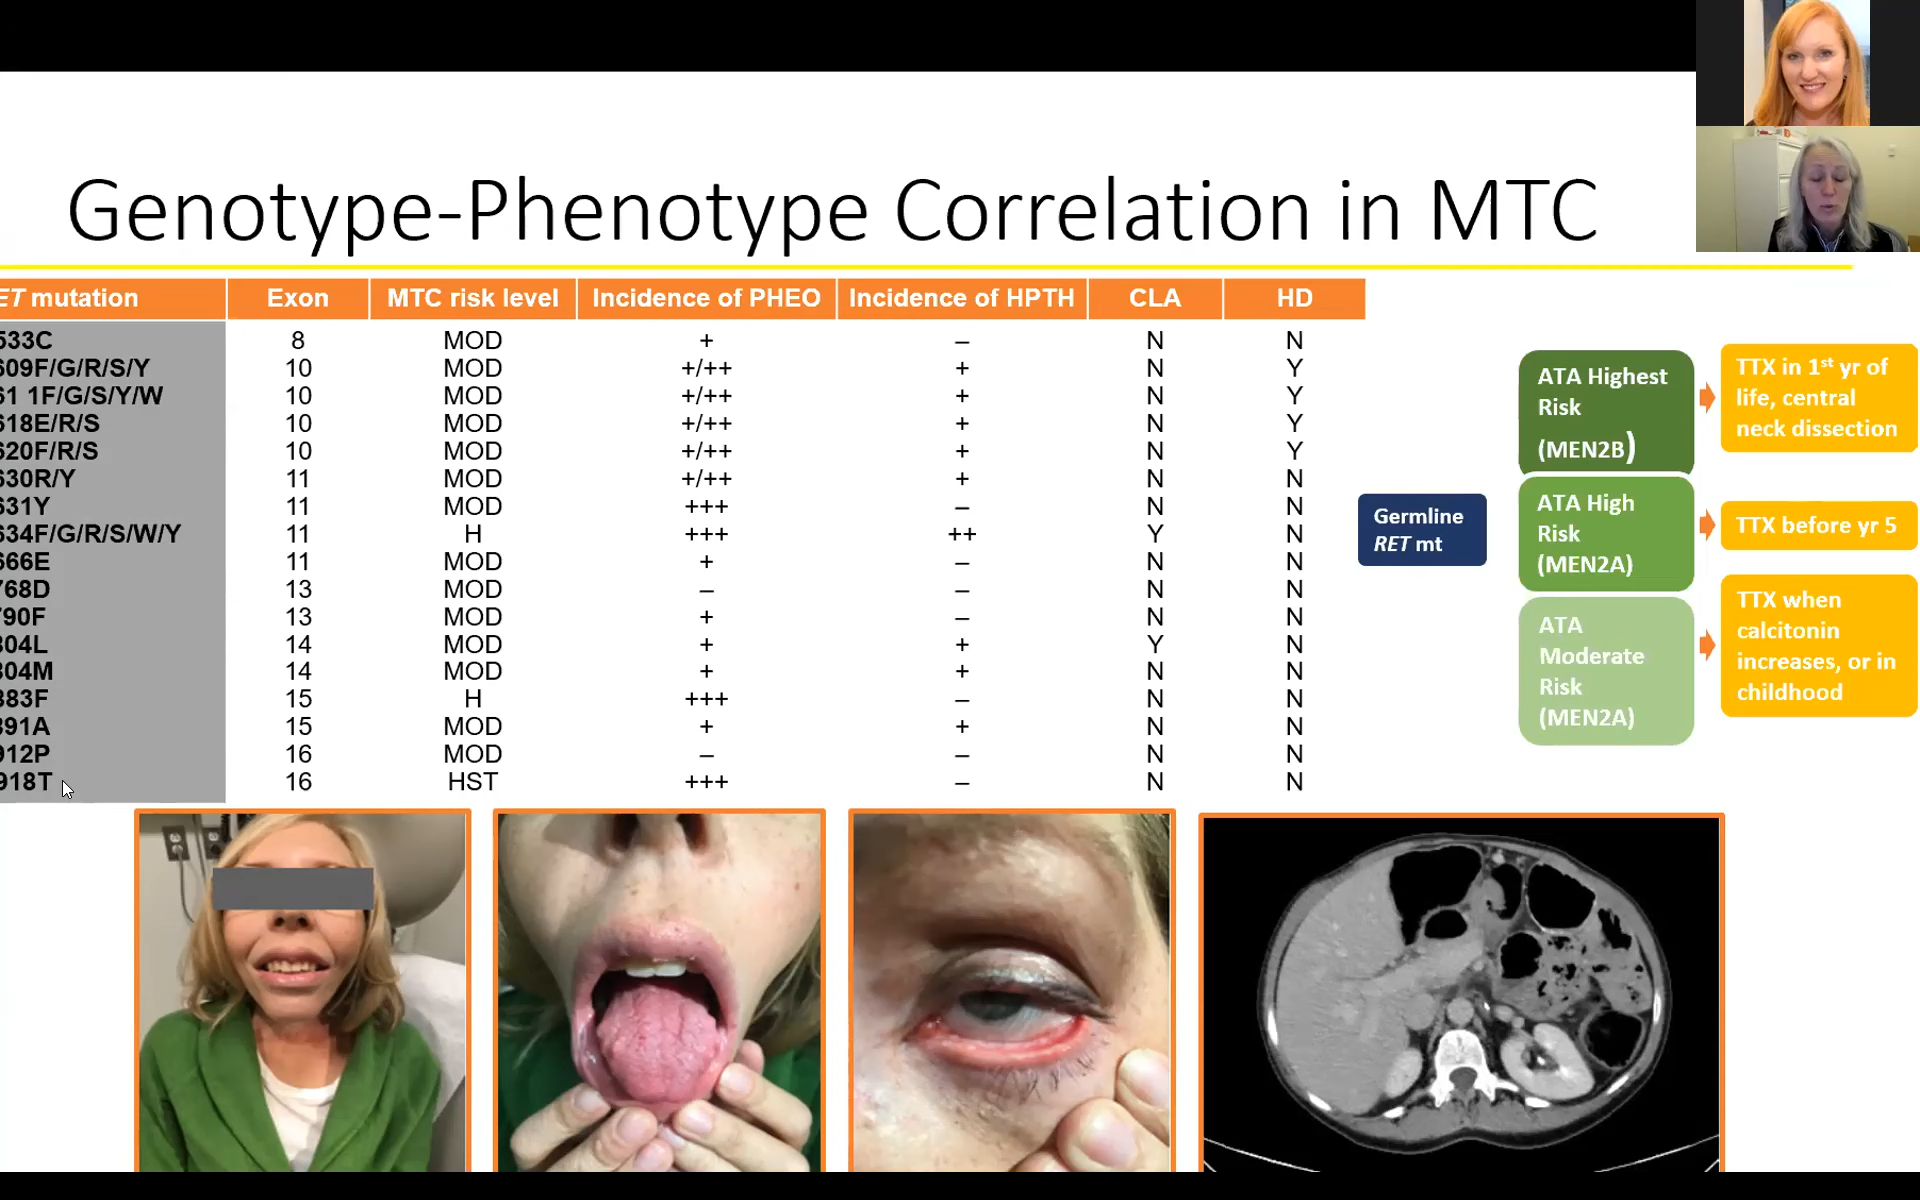 Genotype-Phenotype Correlation in MTC
ET mutation Exon MTC risk level Incidence of PHEO Incidence of HPTH CLA HD
533C 8 MOD + – N N
609F/G/R/S/Y 10 MOD +/++ + N Y
61 1F/G/S/Y/W 10 MOD +/++ + N Y
618E/R/S 10 MOD +/++ + N Y
620F/R/S 10 MOD +/++ + N Y
630R/Y 11 MOD +/++ + N N
631Y 11 MOD +++ – N N
634F/G/R/S/W/Y 11 H +++ ++ Y N
666E 11 MOD + – N N
768D 13 MOD – – N N
790F 13 MOD + – N N
804L 14 MOD + + Y N
804M 14 MOD + + N N
883F 15 H +++ – N N
891A 15 MOD + + N N
912P 16 MOD – – N N
918T 16 HST +++ – N N
Germline
RET mt
ATA Highest
Risk
(MEN2B)
TTX in 1st yr of
life, central
neck dissection
ATA High
Risk
(MEN2A)
TTX before yr 5
ATA
Moderate
Risk
(MEN2A)
TTX when
calcitonin
increases, or in
childhood